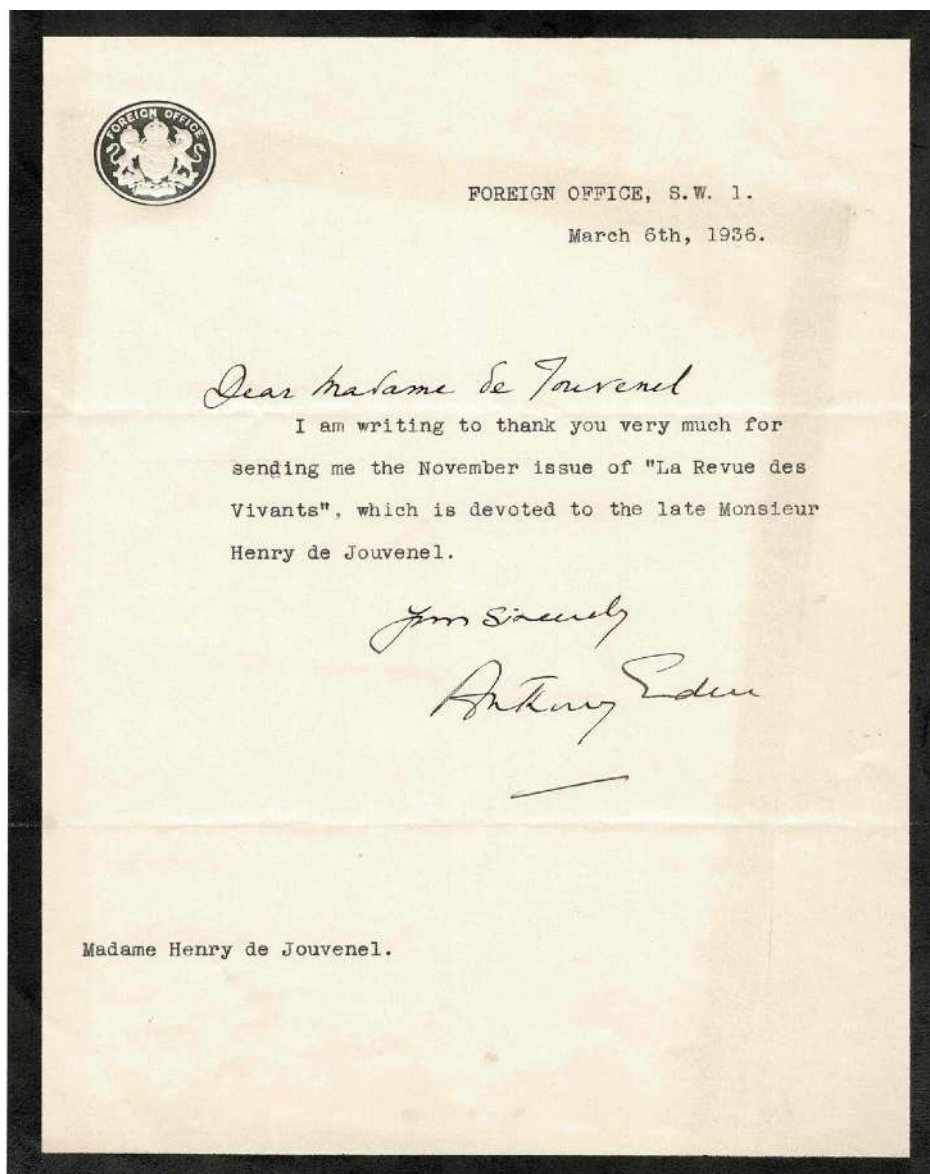 FOREIGN OFFICE
FOREIGN OFFICE, S.W. 1.
March 6th, 1936.
Dear Madame de Jouvenel
I am writing to thank you very much for
sending me the November issue of "La Revue des
Vivants", which is devoted to the late Monsieur
Henry de Jouvenel.
Yours sincerely
Anthony Eden
Madame Henry de Jouvenel.